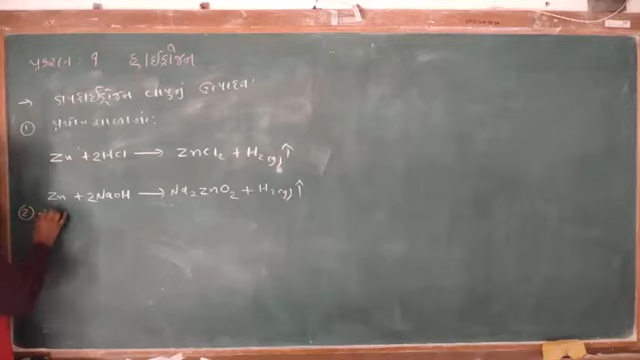 પ્રકરણ : 9 હાઇડ્રોજન
→ ડાયહાઈડ્રોજન વાયુનું ઉત્પાદન
① પ્રયોગશાળામાં:
Zn + 2HCl ⟶ ZnCl₂ + H₂(g) ↑
Zn + 2NaOH ⟶ Na₂ZnO₂ + H₂(g) ↑
②